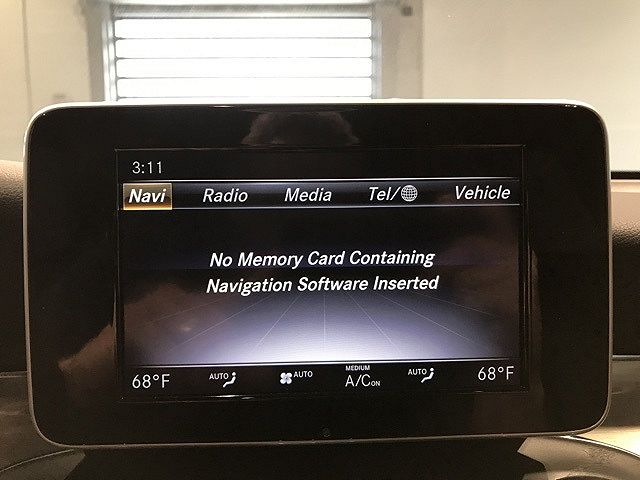 3:11
Navi Radio Media Tel/ Vehicle
No Memory Card Containing
Navigation Software Inserted
68°F AUTO AUTO MEDIUM A/C ON AUTO 68°F